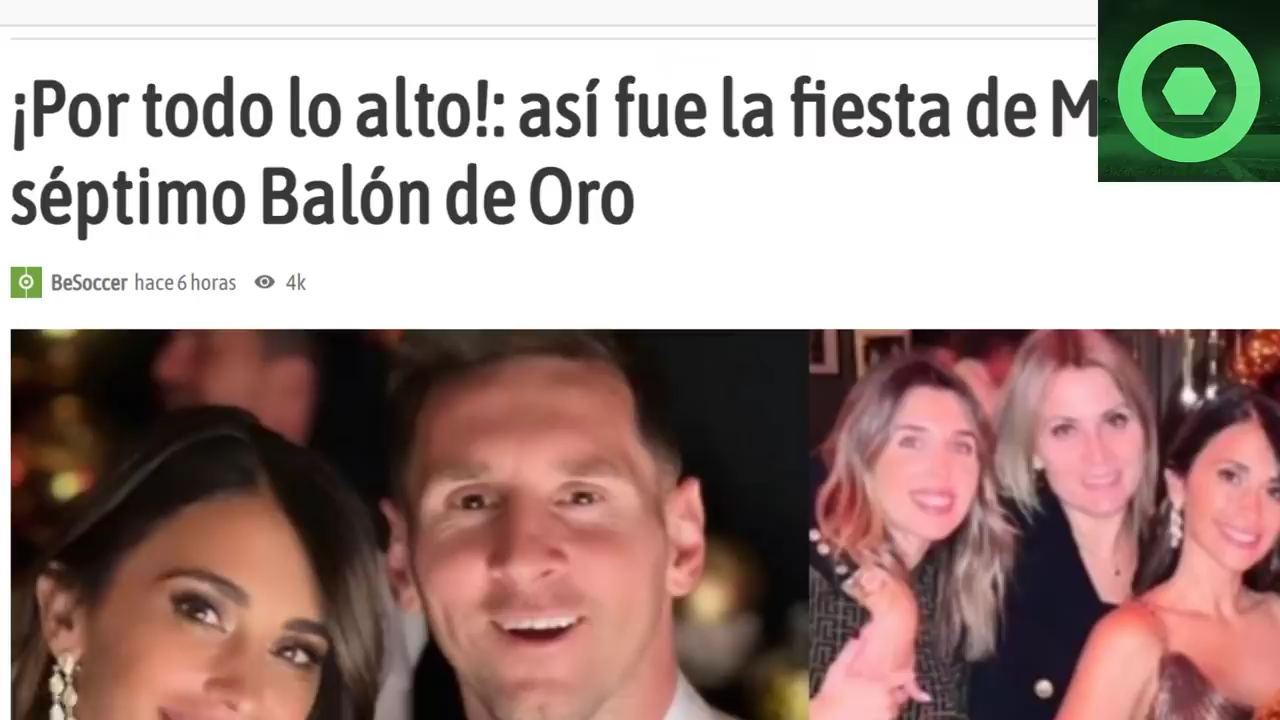 ¡Por todo lo alto!: así fue la fiesta de M
séptimo Balón de Oro
BeSoccer hace 6 horas 4k